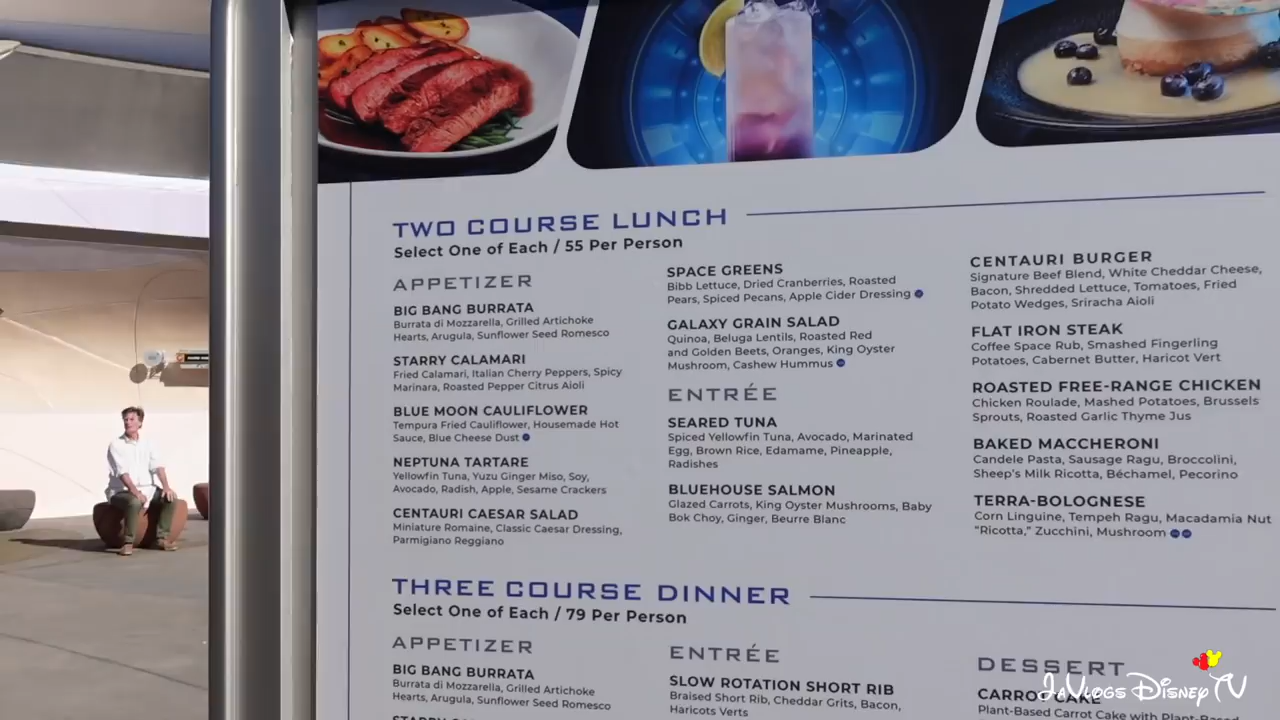 TWO COURSE LUNCH
Select One of Each / 55 Per Person
APPETIZER
BIG BANG BURRATA
Burrata di Mozzarella, Grilled Artichoke
Hearts, Arugula, Sunflower Seed Romesco
STARRY CALAMARI
Fried Calamari, Italian Cherry Peppers, Spicy
Marinara, Roasted Pepper Citrus Aioli
BLUE MOON CAULIFLOWER
Tempura Fried Cauliflower, Housemade Hot
Sauce, Blue Cheese Dust
NEPTUNA TARTARE
Yellowfin Tuna, Yuzu Ginger Miso, Soy,
Avocado, Radish, Apple, Sesame Crackers
CENTAURI CAESAR SALAD
Miniature Romaine, Classic Caesar Dressing,
Parmigiano Reggiano
SPACE GREENS
Bibb Lettuce, Dried Cranberries, Roasted
Pears, Spiced Pecans, Apple Cider Dressing
GALAXY GRAIN SALAD
Quinoa, Beluga Lentils, Roasted Red
and Golden Beets, Oranges, King Oyster
Mushroom, Cashew Hummus
ENTRÉE
SEARED TUNA
Spiced Yellowfin Tuna, Avocado, Marinated
Egg, Brown Rice, Edamame, Pineapple,
Radishes
BLUEHOUSE SALMON
Glazed Carrots, King Oyster Mushrooms, Baby
Bok Choy, Ginger, Beurre Blanc
CENTAURI BURGER
Signature Beef Blend, White Cheddar Cheese,
Bacon, Shredded Lettuce, Tomatoes, Fried
Potato Wedges, Sriracha Aioli
FLAT IRON STEAK
Coffee Space Rub, Smashed Fingerling
Potatoes, Cabernet Butter, Haricot Vert
ROASTED FREE-RANGE CHICKEN
Chicken Roulade, Mashed Potatoes, Brussels
Sprouts, Roasted Garlic Thyme Jus
BAKED MACCHERONI
Candele Pasta, Sausage Ragu, Broccolini,
Sheep's Milk Ricotta, Béchamel, Pecorino
TERRA-BOLOGNESE
Corn Linguine, Tempeh Ragu, Macadamia Nut
"Ricotta," Zucchini, Mushroom
THREE COURSE DINNER
Select One of Each / 79 Per Person
APPETIZER
BIG BANG BURRATA
Burrata di Mozzarella, Grilled Artichoke
Hearts, Arugula, Sunflower Seed Romesco
ENTRÉE
SLOW ROTATION SHORT RIB
Braised Short Rib, Cheddar Grits, Bacon,
Haricots Verts
DESSERT
CARROT CAKE
Plant-Based Carrot Cake with Plant-Based
JaVlogs Disney TV